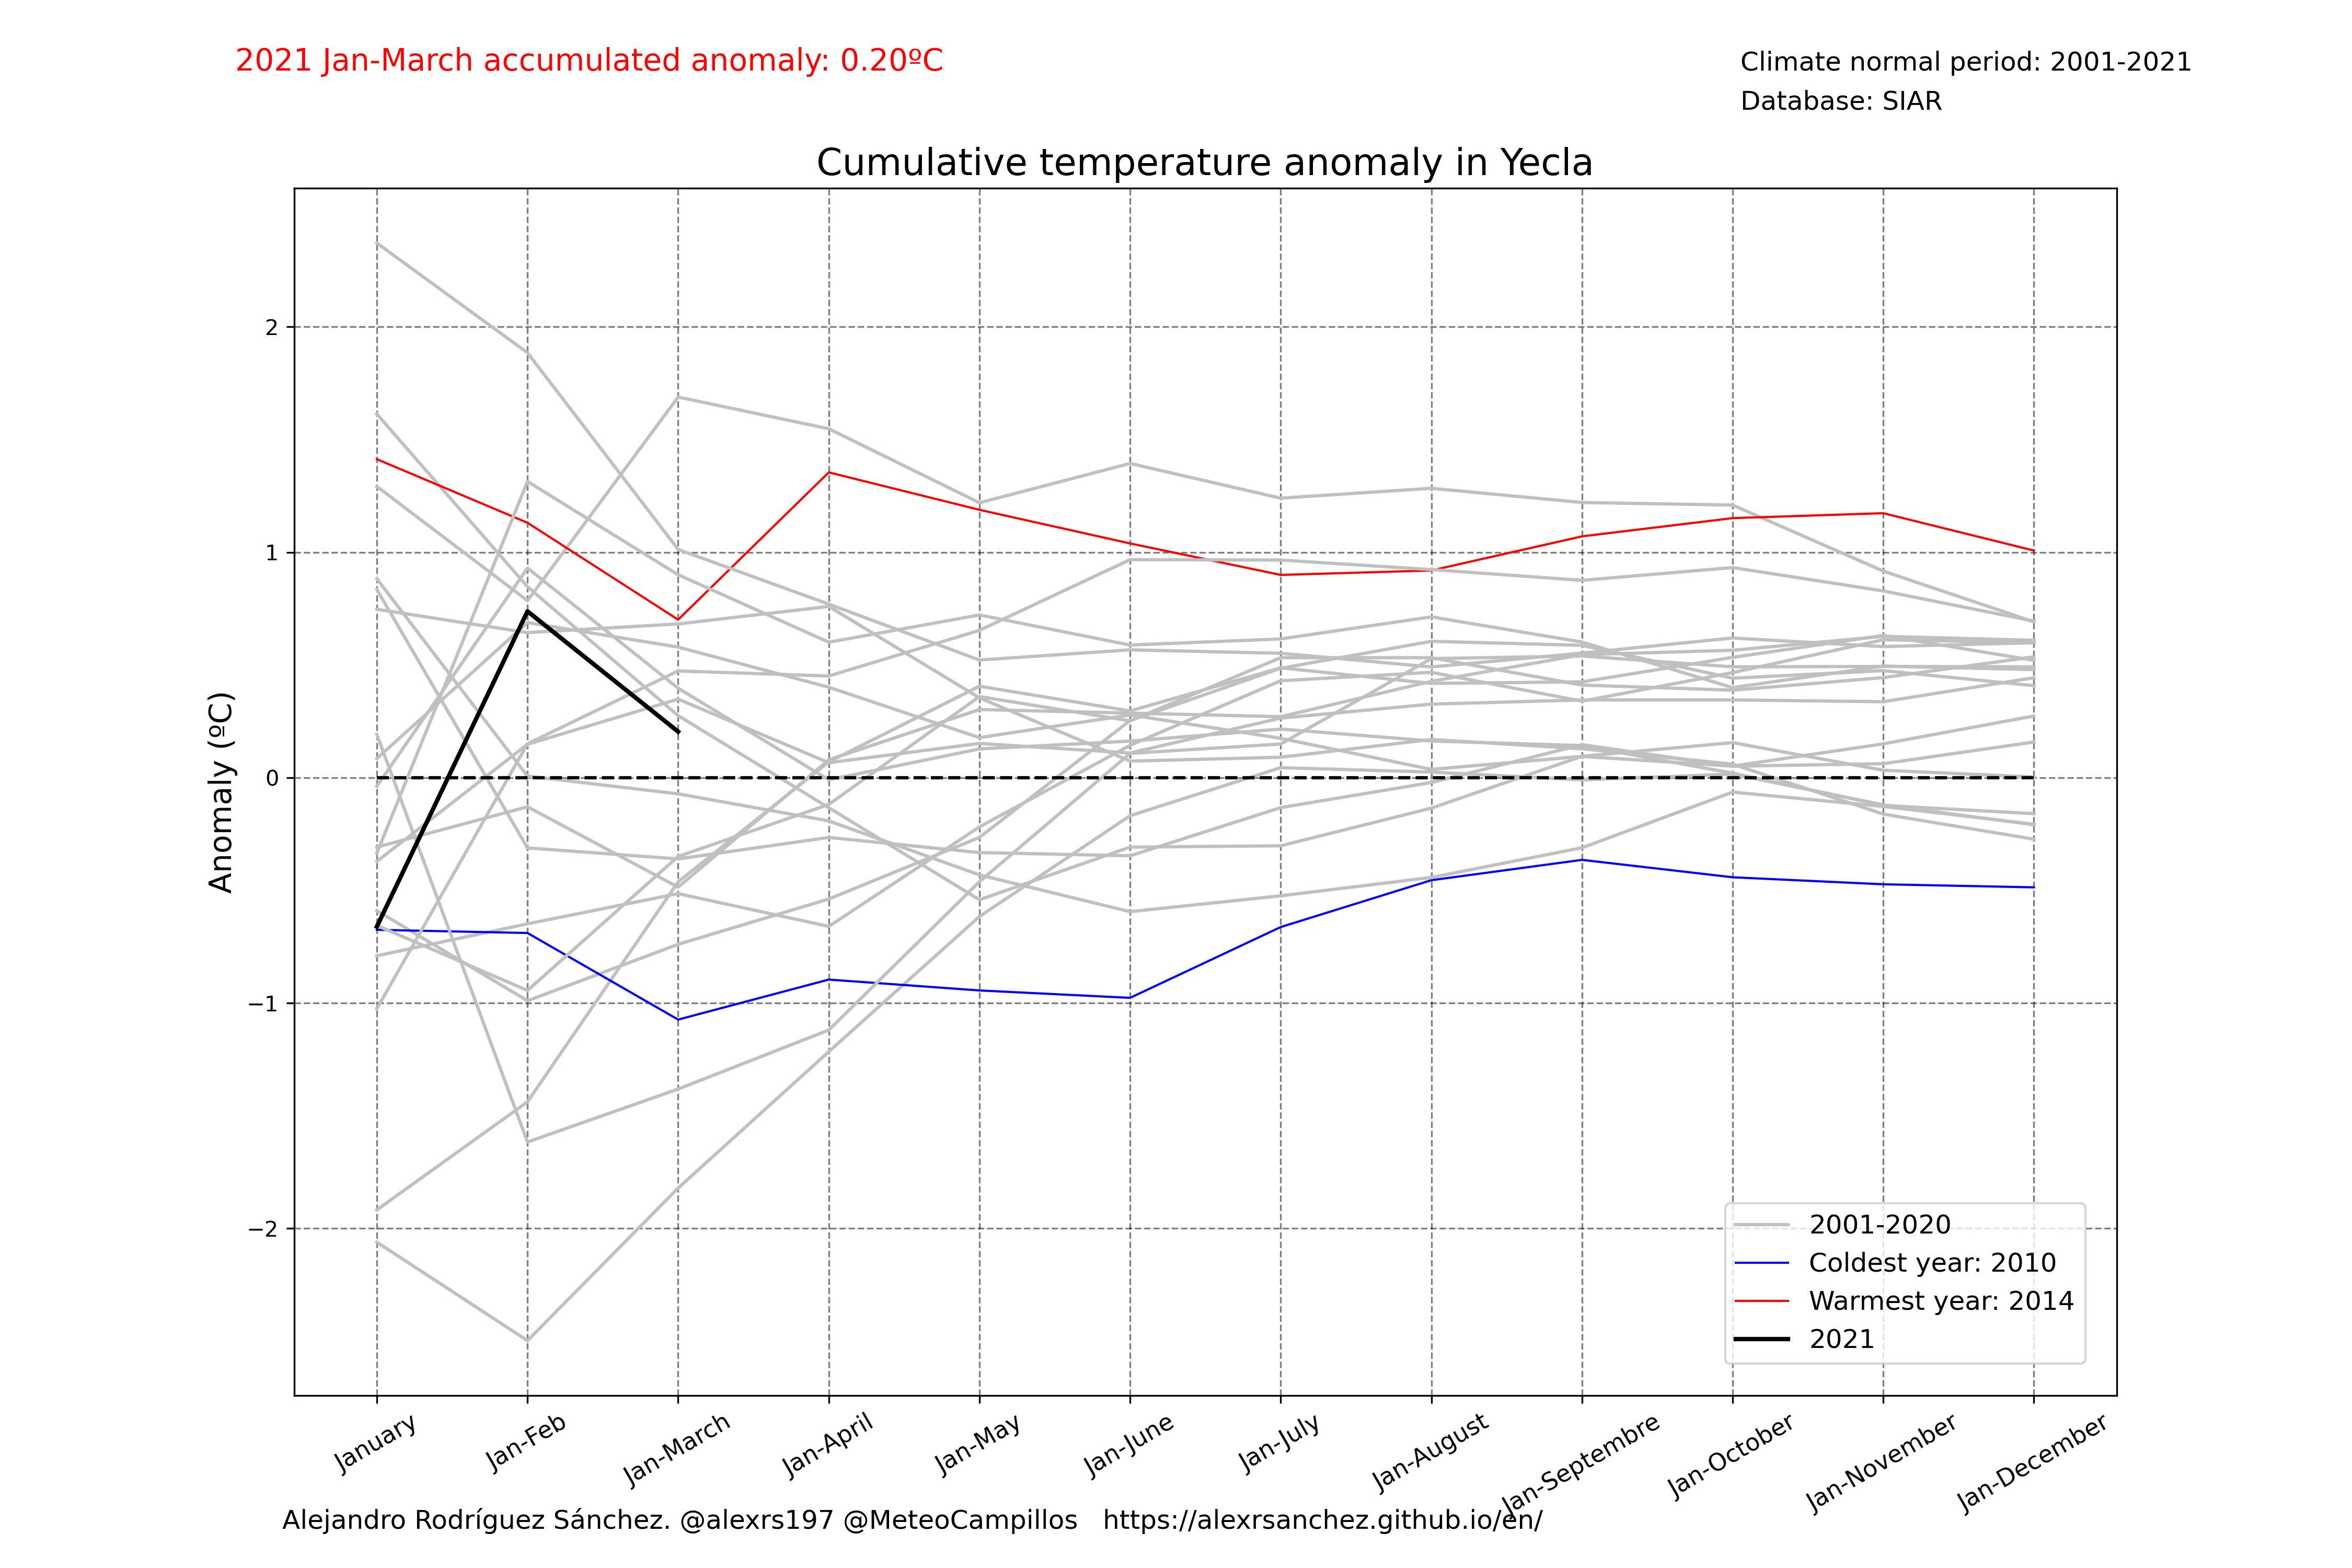 2021 Jan-March accumulated anomaly: 0.20ºC
Climate normal period: 2001-2021
Database: SIAR
Cumulative temperature anomaly in Yecla
Anomaly (ºC)
2
1
0
−1
−2
January
Jan-Feb
Jan-March
Jan-April
Jan-May
Jan-June
Jan-July
Jan-August
Jan-Septembre
Jan-October
Jan-November
Jan-December
2001-2020
Coldest year: 2010
Warmest year: 2014
2021
Alejandro Rodríguez Sánchez. @alexrs197 @MeteoCampillos https://alexrsanchez.github.io/en/